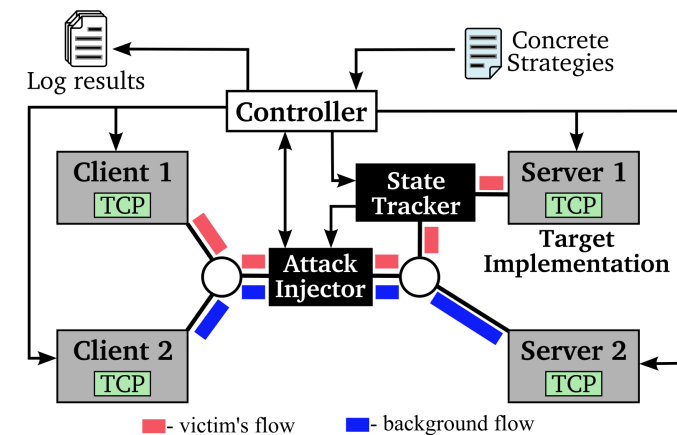 Log results
Concrete
Strategies
Controller
Client 1
TCP
State
Tracker
Server 1
TCP
Target
Implementation
Attack
Injector
Client 2
TCP
Server 2
TCP
- victim's flow
- background flow